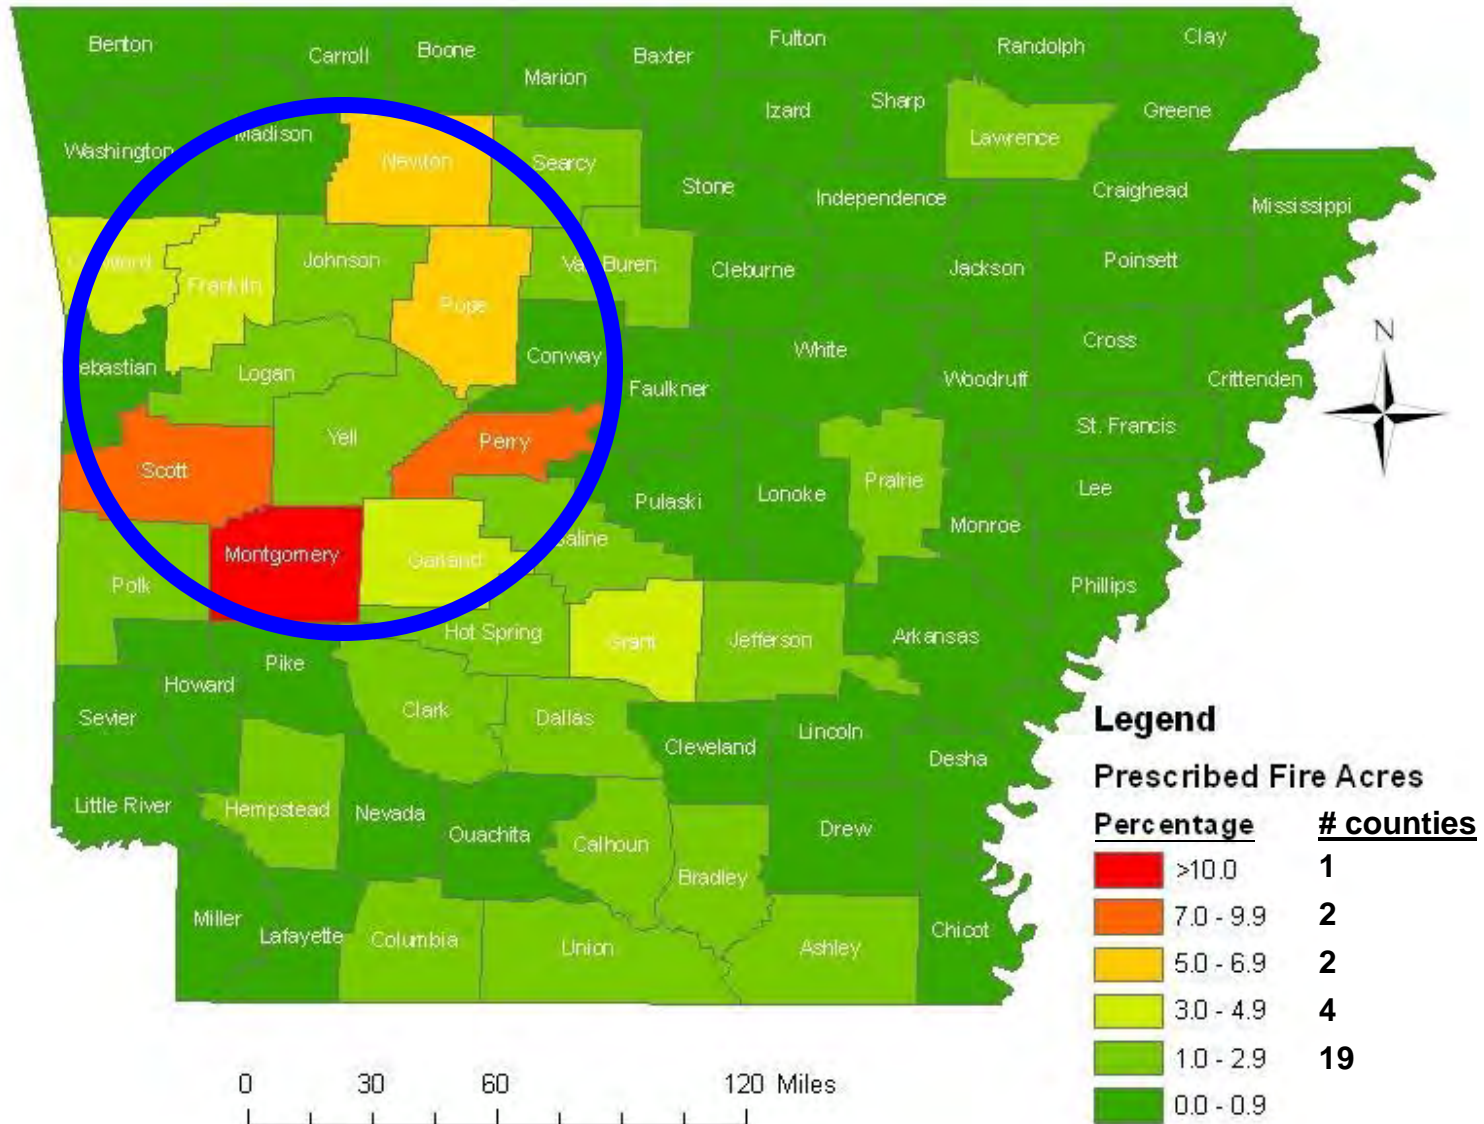 Benton
Carroll
Boone
Marion
Baxter
Fulton
Randolph
Clay
Izard
Sharp
Lawrence
Greene
Washington
Madison
Newton
Searcy
Stone
Independence
Craighead
Mississippi
Franklin
Johnson
Pope
Van Buren
Cleburne
Jackson
Poinsett
ebastian
Logan
Conway
Faulkner
White
Woodruff
Cross
Crittenden
St. Francis
N
Scott
Yell
Perry
Pulaski
Lonoke
Prairie
Monroe
Lee
Polk
Montgomery
Garland
aline
Phillips
Hot Spring
Grant
Jefferson
Arkansas
Pike
Howard
Sevier
Clark
Dallas
Cleveland
Lincoln
Desha
Little River
Hempstead
Nevada
Ouachita
Calhoun
Bradley
Drew
Miller
Lafayette
Columbia
Union
Ashley
Chicot
Legend
Prescribed Fire Acres
Percentage # counties
>10.0 1
7.0 - 9.9 2
5.0 - 6.9 2
3.0 - 4.9 4
1.0 - 2.9 19
0.0 - 0.9
0 30 60 120 Miles